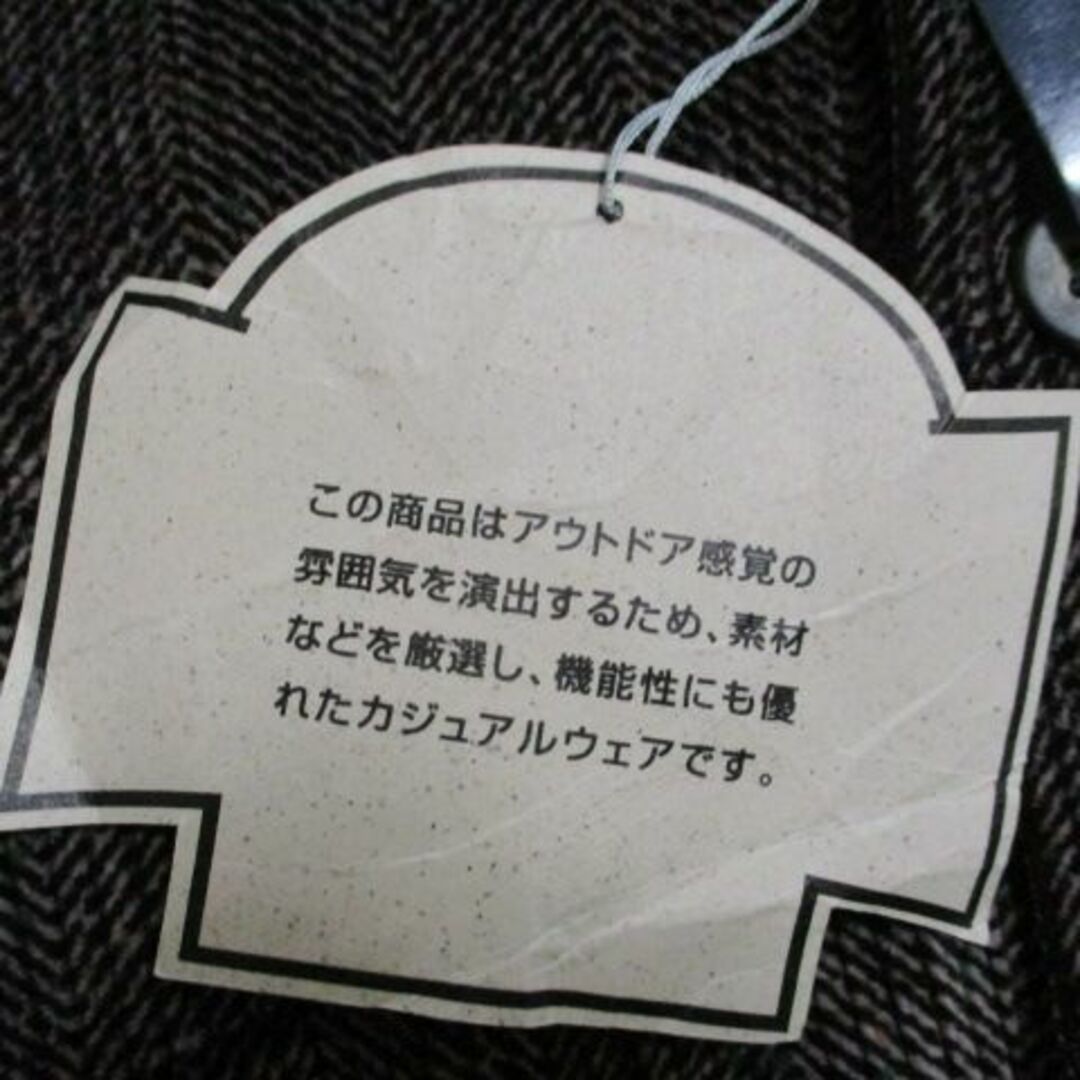 この商品はアウトドア感覚の
雰囲気を演出するため、素材
などを厳選し、機能性にも優
れたカジュアルウェアです。